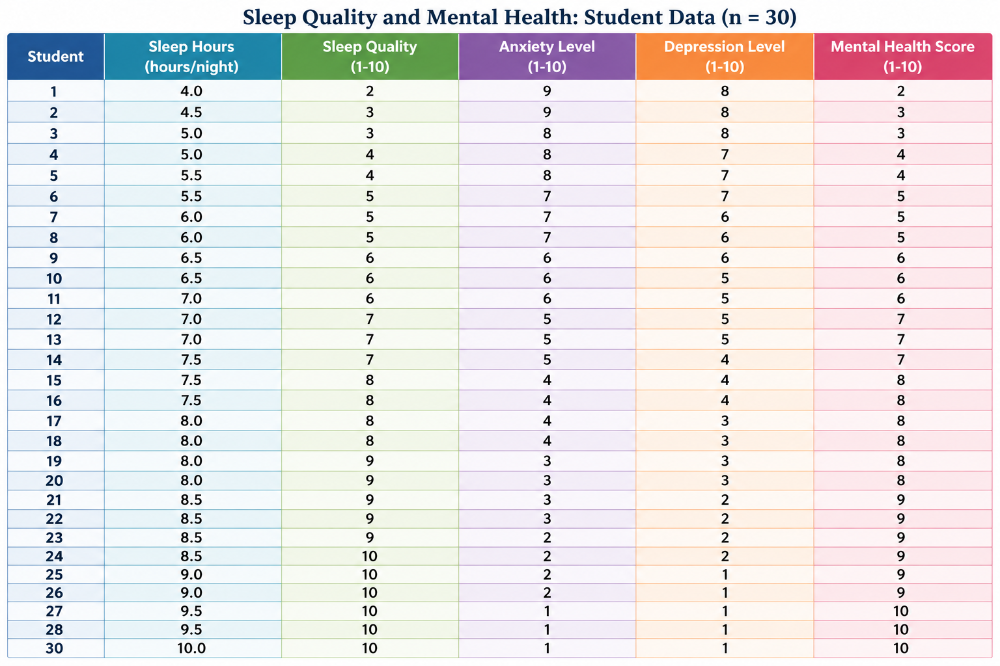 Sleep Quality and Mental Health: Student Data (n = 30)
Student Sleep Hours (hours/night) Sleep Quality (1-10) Anxiety Level (1-10) Depression Level (1-10) Mental Health Score (1-10)
1 4.0 2 9 8 2
2 4.5 3 9 8 3
3 5.0 3 8 8 3
4 5.0 4 8 7 4
5 5.5 4 8 7 4
6 5.5 5 7 7 5
7 6.0 5 7 6 5
8 6.0 5 7 6 5
9 6.5 6 6 6 6
10 6.5 6 6 5 6
11 7.0 6 6 5 6
12 7.0 7 5 5 7
13 7.0 7 5 5 7
14 7.5 7 5 4 7
15 7.5 8 4 4 8
16 7.5 8 4 4 8
17 8.0 8 4 3 8
18 8.0 8 4 3 8
19 8.0 9 3 3 8
20 8.0 9 3 3 8
21 8.5 9 3 2 9
22 8.5 9 3 2 9
23 8.5 9 2 2 9
24 8.5 10 2 2 9
25 9.0 10 2 1 9
26 9.0 10 2 1 9
27 9.5 10 1 1 10
28 9.5 10 1 1 10
30 10.0 10 1 1 10